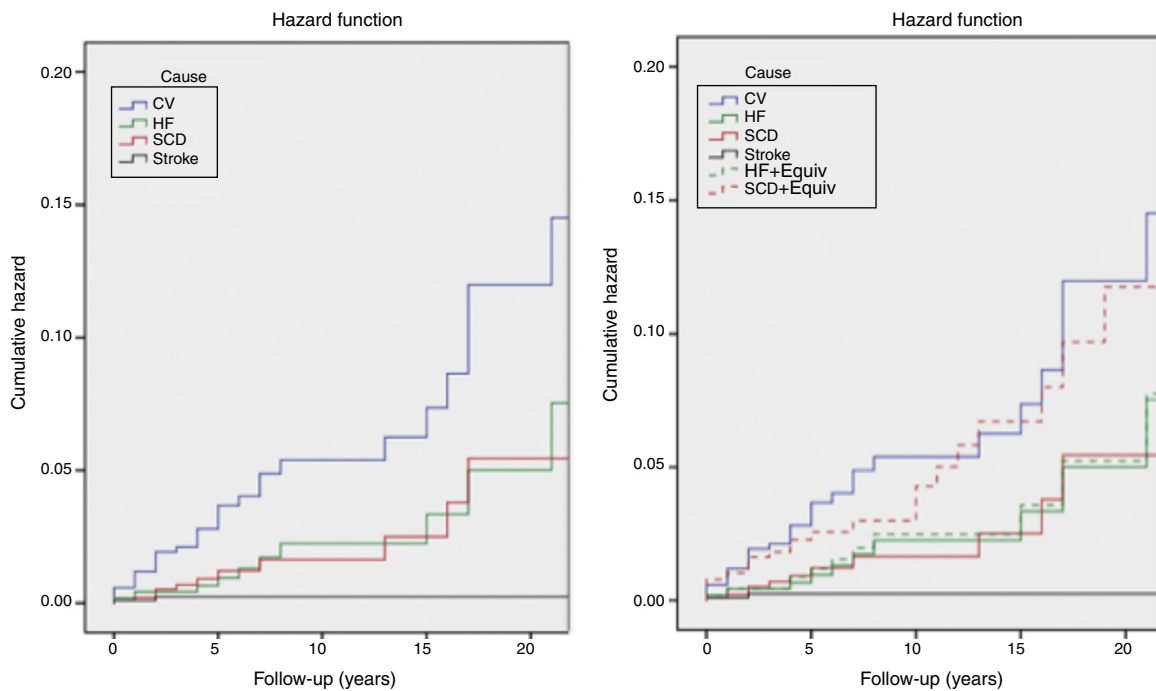 Hazard function
Cumulative hazard
0.20
0.15
0.10
0.05
0.00
Cause
CV
HF
SCD
Stroke
0
5
10
15
20
Follow-up (years)
Hazard function
Cumulative hazard
0.20
0.15
0.10
0.05
0.00
Cause
CV
HF
SCD
Stroke
HF+Equiv
SCD+Equiv
0
5
10
15
20
Follow-up (years)